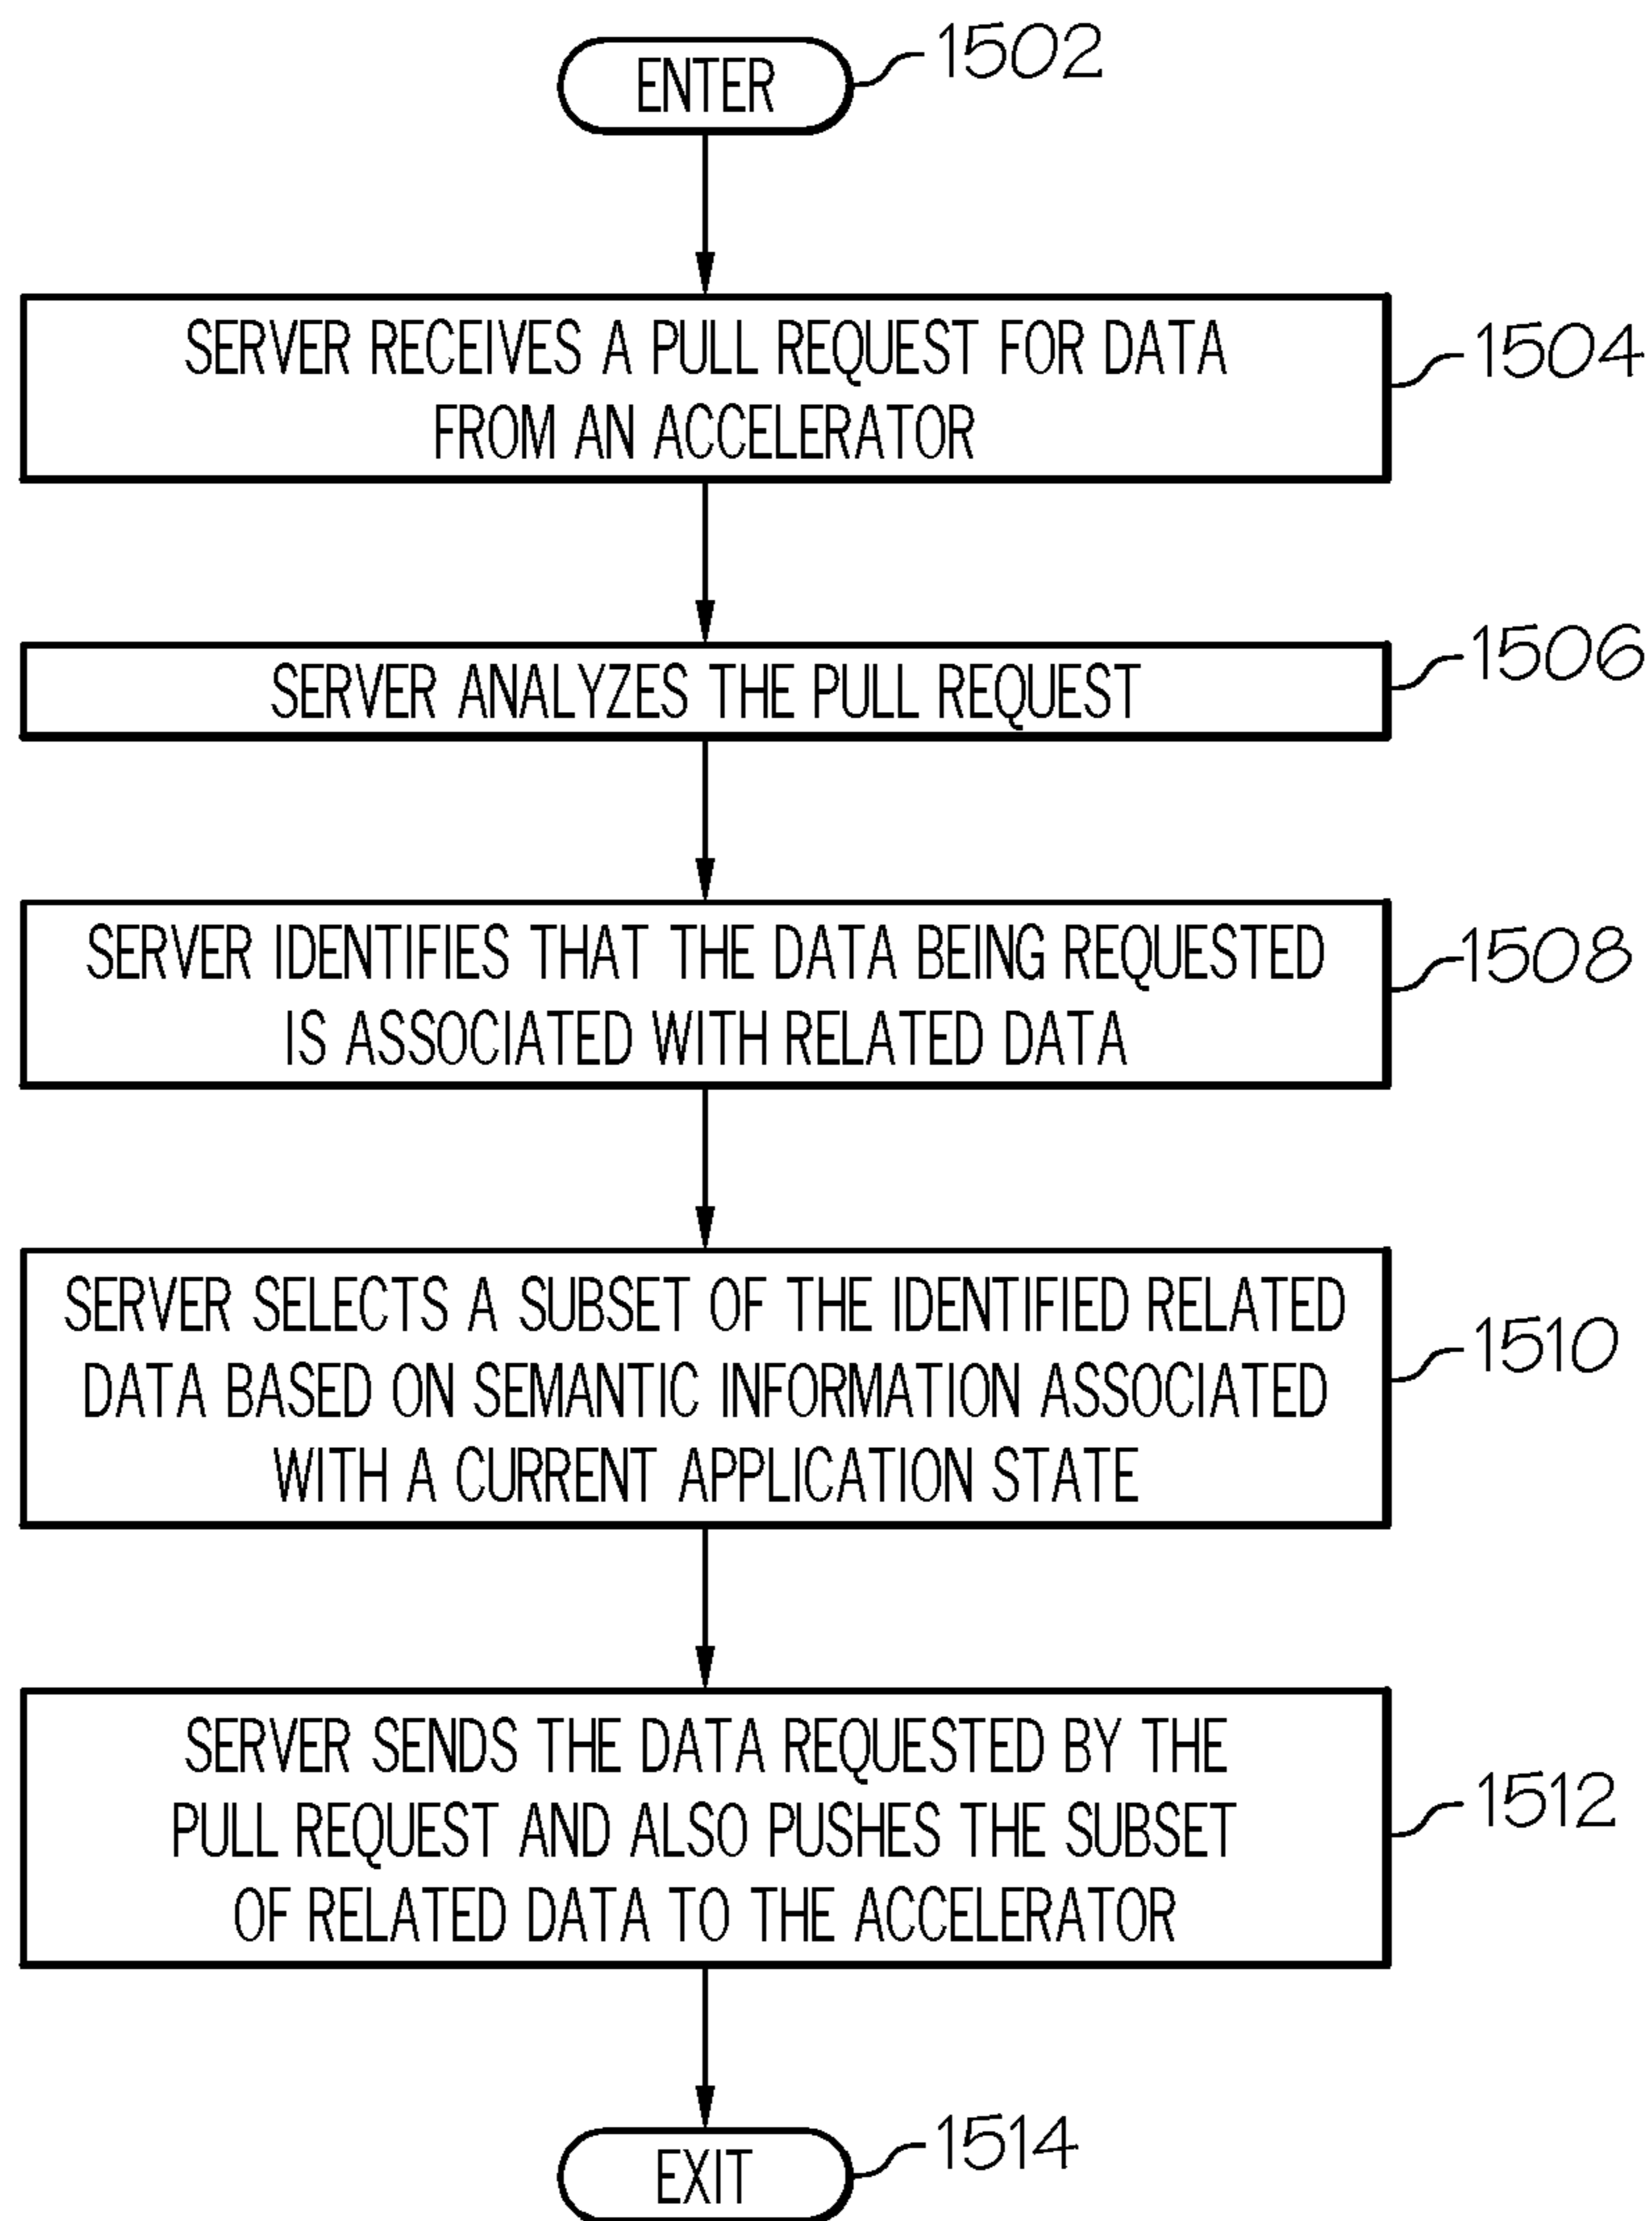 ENTER
1502
SERVER RECEIVES A PULL REQUEST FOR DATA
FROM AN ACCELERATOR
1504
SERVER ANALYZES THE PULL REQUEST
1506
SERVER IDENTIFIES THAT THE DATA BEING REQUESTED
IS ASSOCIATED WITH RELATED DATA
1508
SERVER SELECTS A SUBSET OF THE IDENTIFIED RELATED
DATA BASED ON SEMANTIC INFORMATION ASSOCIATED
WITH A CURRENT APPLICATION STATE
1510
SERVER SENDS THE DATA REQUESTED BY THE
PULL REQUEST AND ALSO PUSHES THE SUBSET
OF RELATED DATA TO THE ACCELERATOR
1512
EXIT
1514